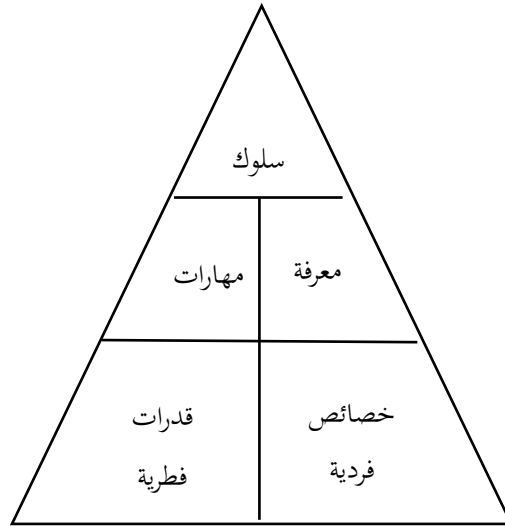 سلوك
معرفة
مهارات
خصائص
فردية
قدرات
فطرية